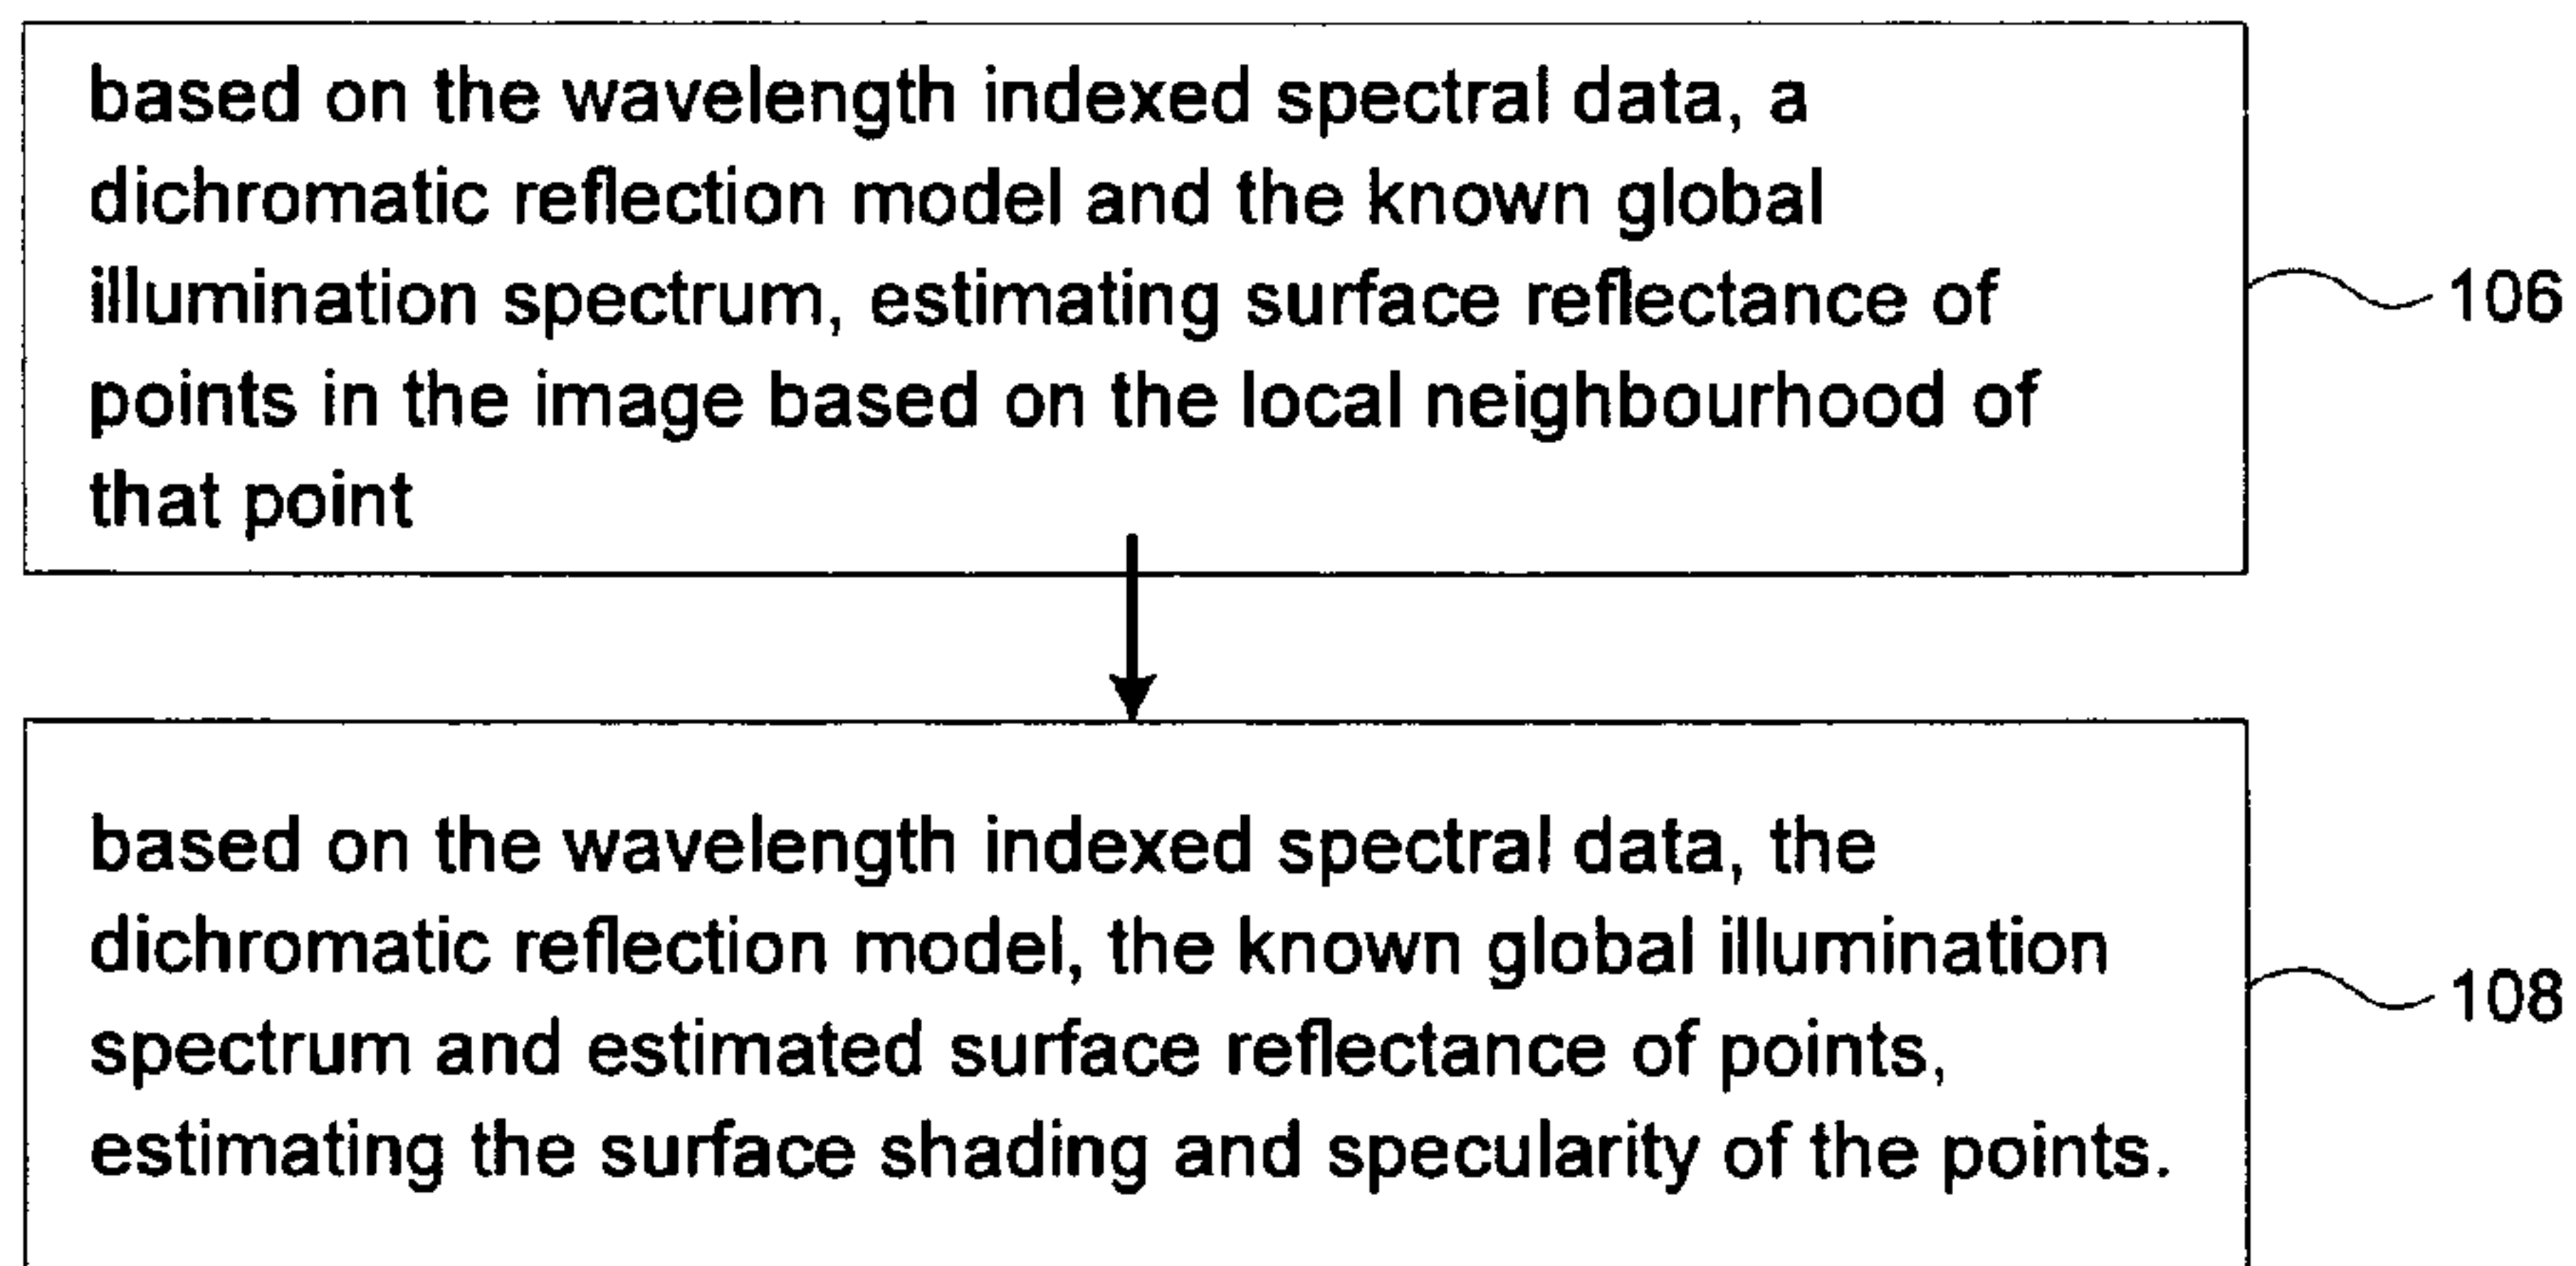 based on the wavelength indexed spectral data, a
dichromatic reflection model and the known global
illumination spectrum, estimating surface reflectance of
points in the image based on the local neighbourhood of
that point
106
based on the wavelength indexed spectral data, the
dichromatic reflection model, the known global illumination
spectrum and estimated surface reflectance of points,
estimating the surface shading and specularity of the points.
108